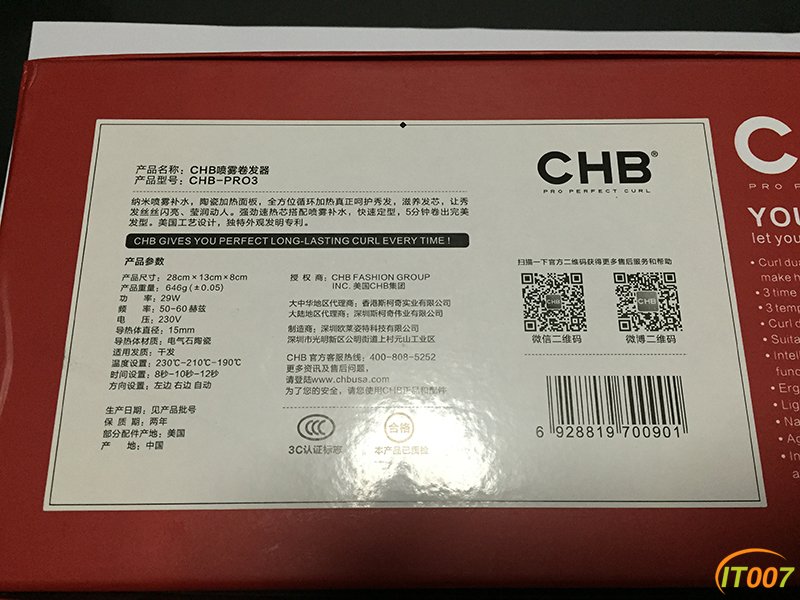 产品名称：CHB喷雾卷发器
产品型号：CHB-PRO3
纳米喷雾补水，陶瓷加热面板，全方位循环加热真正呵护秀发，滋养发芯，让秀
发丝丝闪亮、莹润动人。强劲速热芯搭配喷雾补水，快速定型，5分钟卷出完美
发型。美国工艺设计，独特外观发明专利。
CHB GIVES YOU PERFECT LONG-LASTING CURL EVERY TIME！
产品参数
产品尺寸：28cm×13cm×8cm
产品重量：646g(±0.05)
功 率：29W
频 率：50-60赫兹
电 压：230V
导热体直径：15mm
导热体材质：电气石陶瓷
适用发质：干发
温度设置：230℃-210℃-190℃
时间设置：8秒-10秒-12秒
方向设置：左边 右边 自动
生产日期：见产品批号
保 质 期：两年
部分配件产地：美国
产 地：中国
授 权 商：CHB FASHION GROUP
INC. 美国CHB集团
大中华地区代理商：香港斯柯奇实业有限公司
大陆地区代理商：深圳斯柯奇伟业有限公司
制造商：深圳欧莱姿特科技有限公司
深圳市光明新区公明街道上村元山工业区
CHB 官方客服热线：400-808-5252
更多资讯及售后问题，
请登陆www.chbusa.com
为了您的安全，请您使用CHB正品和配件
3C认证标志
合格
本产品已质检
CHB®
PRO PERFECT CURL
扫描一下官方二维码获得更多售后服务和帮助
CHB
CHB
微信二维码
微博二维码
6 928819 700901
C
PRO P
YOU
let you
• Curl dua
make h
• 3 time
• 3 temp
• Curl c
• Suita
• Intel
func
• Erg
• Lig
• Na
• Ac
• In
IT007